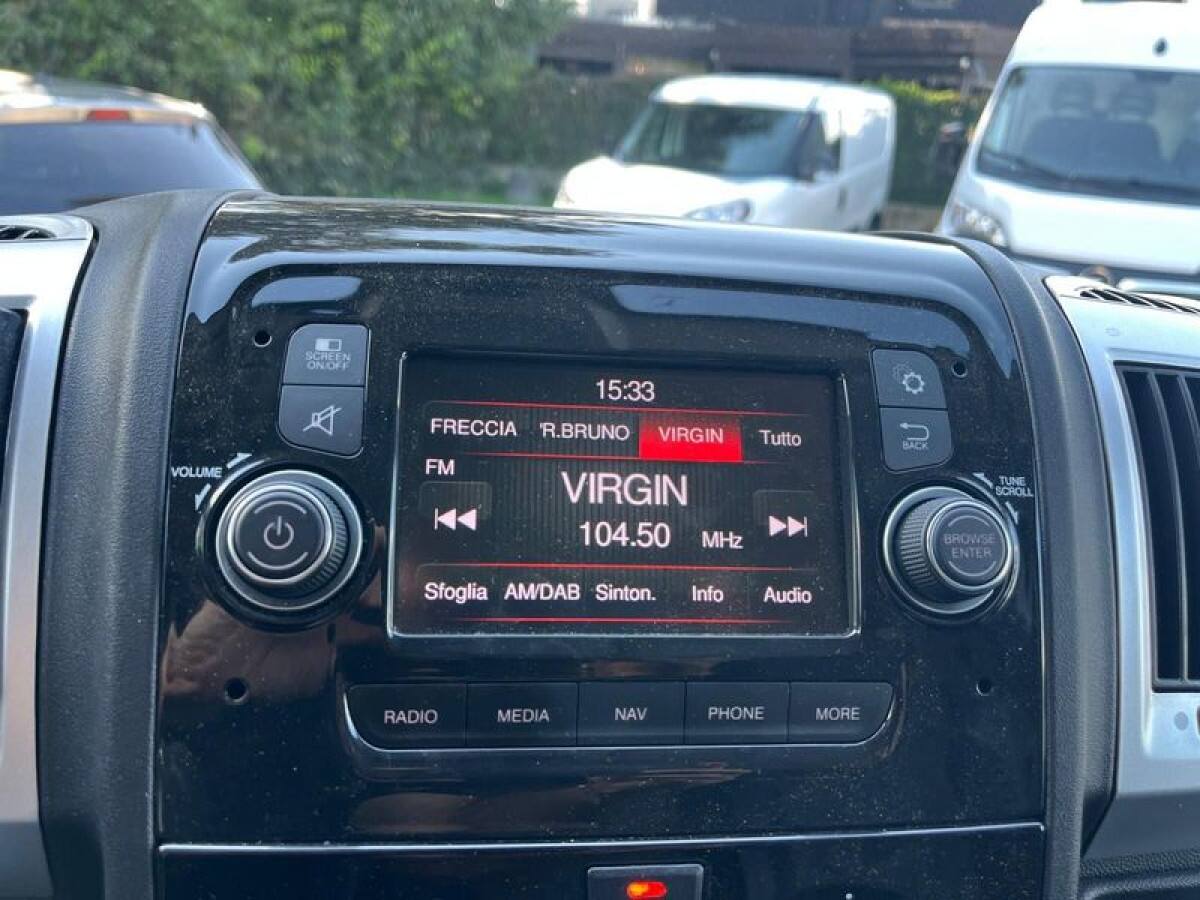 SCREEN
ON/OFF
15:33
FRECCIA 'R.BRUNO VIRGIN Tutto
FM
VIRGIN
104.50 MHz
Sfoglia AM/DAB Sinton. Info Audio
VOLUME
BACK
TUNE
SCROLL
BROWSE
ENTER
RADIO MEDIA NAV PHONE MORE